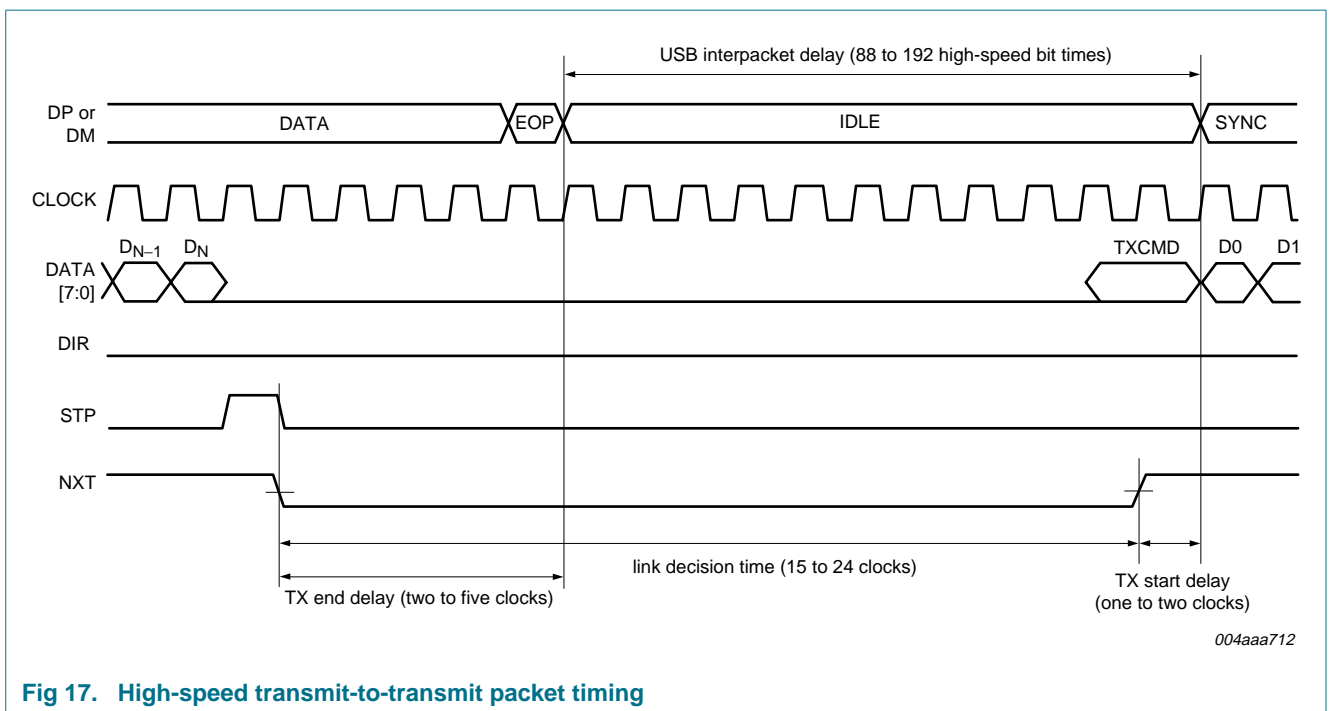 USB interpacket delay (88 to 192 high-speed bit times)
DP or
DM
DATA
EOP
IDLE
SYNC
CLOCK
DN−1
DN
TXCMD
D0
D1
DATA
[7:0]
DIR
STP
NXT
link decision time (15 to 24 clocks)
TX end delay (two to five clocks)
TX start delay
(one to two clocks)
004aaa712
Fig 17. High-speed transmit-to-transmit packet timing